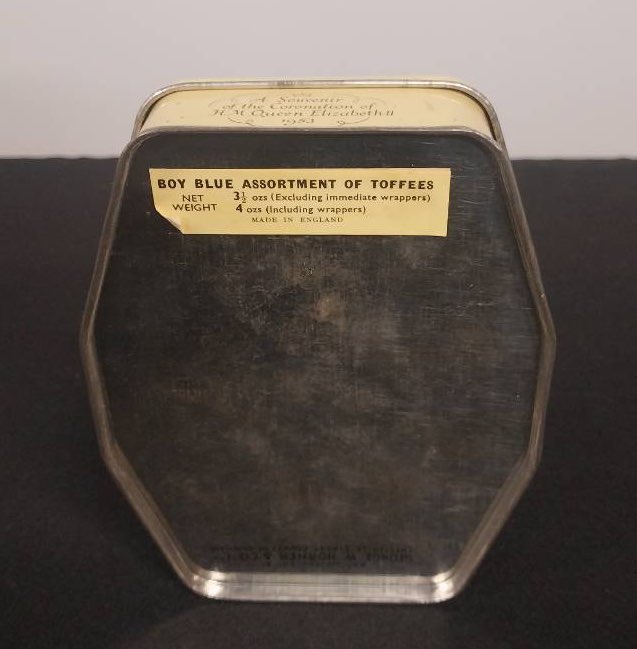 A Souvenir
of the Coronation of
H.M. Queen Elizabeth II
1953
BOY BLUE ASSORTMENT OF TOFFEES
NET WEIGHT 3½ ozs (Excluding immediate wrappers)
4 ozs (Including wrappers)
MADE IN ENGLAND